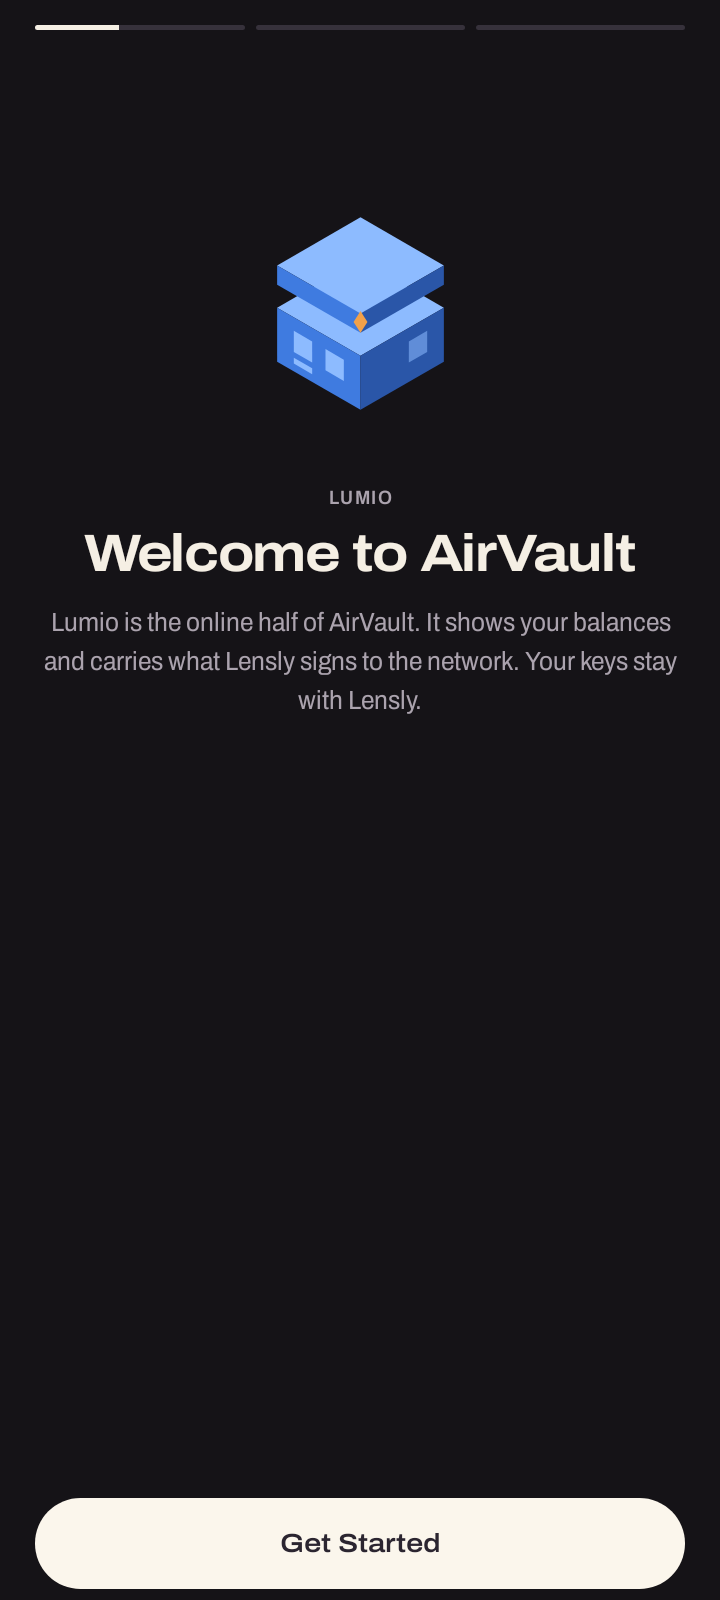 LUMIO
Welcome to AirVault
Lumio is the online half of AirVault. It shows your balances
and carries what Lensly signs to the network. Your keys stay
with Lensly.
Get Started